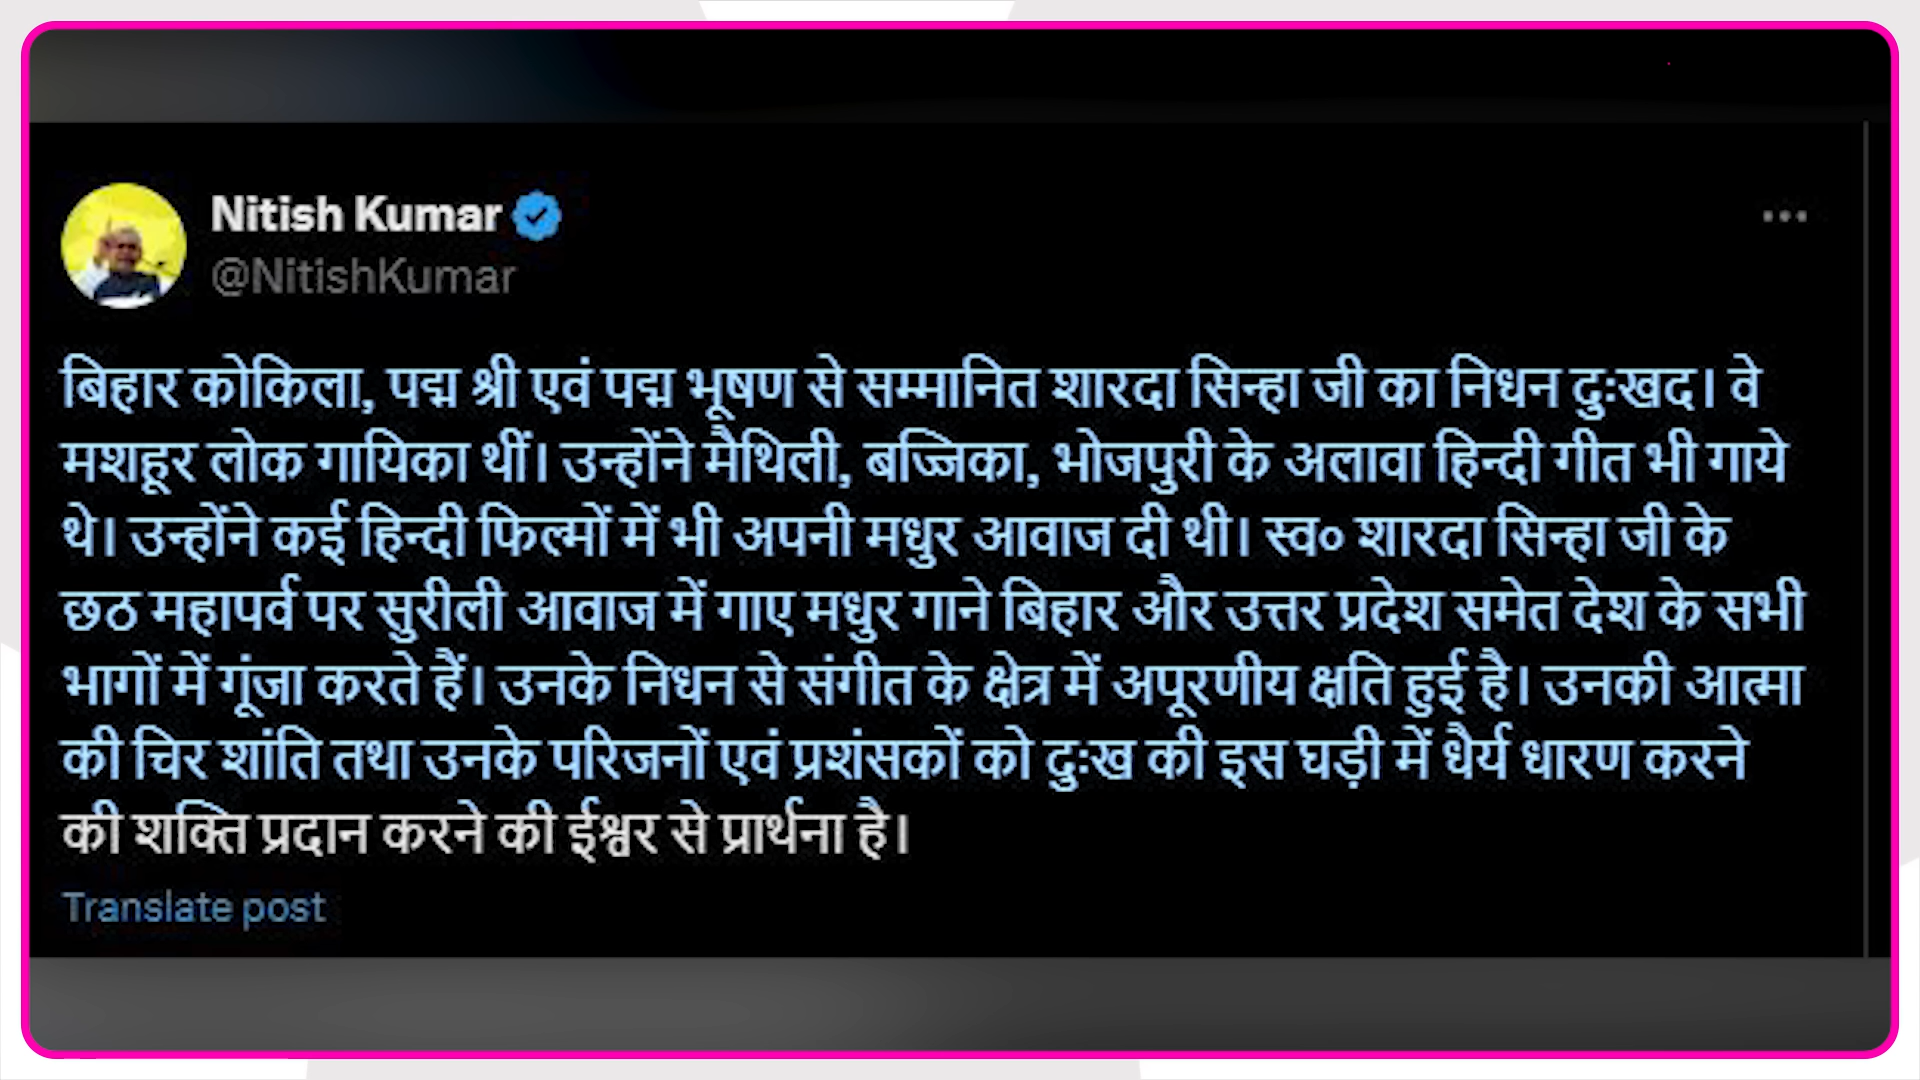 Nitish Kumar
@NitishKumar
बिहार कोकिला, पद्म श्री एवं पद्म भूषण से सम्मानित शारदा सिन्हा जी का निधन दुःखद। वे
मशहूर लोक गायिका थीं। उन्होंने मैथिली, बज्जिका, भोजपुरी के अलावा हिन्दी गीत भी गाये
थे। उन्होंने कई हिन्दी फिल्मों में भी अपनी मधुर आवाज दी थी। स्व० शारदा सिन्हा जी के
छठ महापर्व पर सुरीली आवाज में गाए मधुर गाने बिहार और उत्तर प्रदेश समेत देश के सभी
भागों में गूंजा करते हैं। उनके निधन से संगीत के क्षेत्र में अपूरणीय क्षति हुई है। उनकी आत्मा
की चिर शांति तथा उनके परिजनों एवं प्रशंसकों को दुःख की इस घड़ी में धैर्य धारण करने
की शक्ति प्रदान करने की ईश्वर से प्रार्थना है।
Translate post